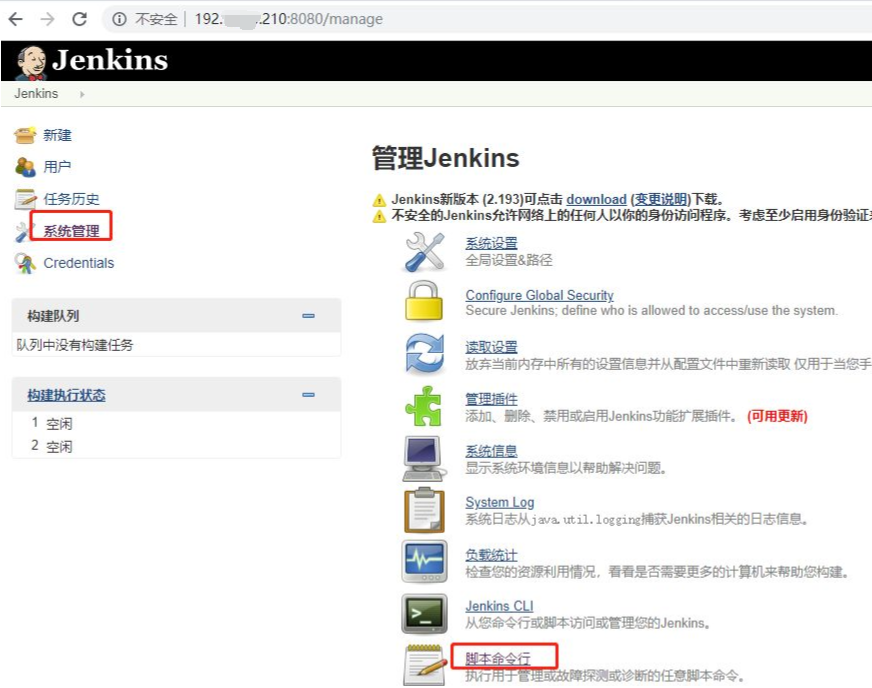 不安全 | 192. .210:8080/manage
Jenkins
Jenkins
新建
用户
任务历史
系统管理
Credentials
构建队列
队列中没有构建任务
构建执行状态
1 空闲
2 空闲
管理Jenkins
Jenkins新版本 (2.193)可点击 download (变更说明)下载。
不安全的Jenkins允许网络上的任何人以你的身份访问程序。考虑至少启用身份验证
系统设置
全局设置&路径
Configure Global Security
Secure Jenkins; define who is allowed to access/use the system.
读取设置
放弃当前内存中所有的设置信息并从配置文件中重新读取 仅用于当您手
管理插件
添加、删除、禁用或启用Jenkins功能扩展插件。 (可用更新)
系统信息
显示系统环境信息以帮助解决问题。
System Log
系统日志从java.util.logging捕获Jenkins相关的日志信息。
负载统计
检查您的资源利用情况，看看是否需要更多的计算机来帮助您构建。
Jenkins CLI
从您命令行或脚本访问或管理您的Jenkins。
脚本命令行
执行用于管理或故障探测或诊断的任意脚本命令。